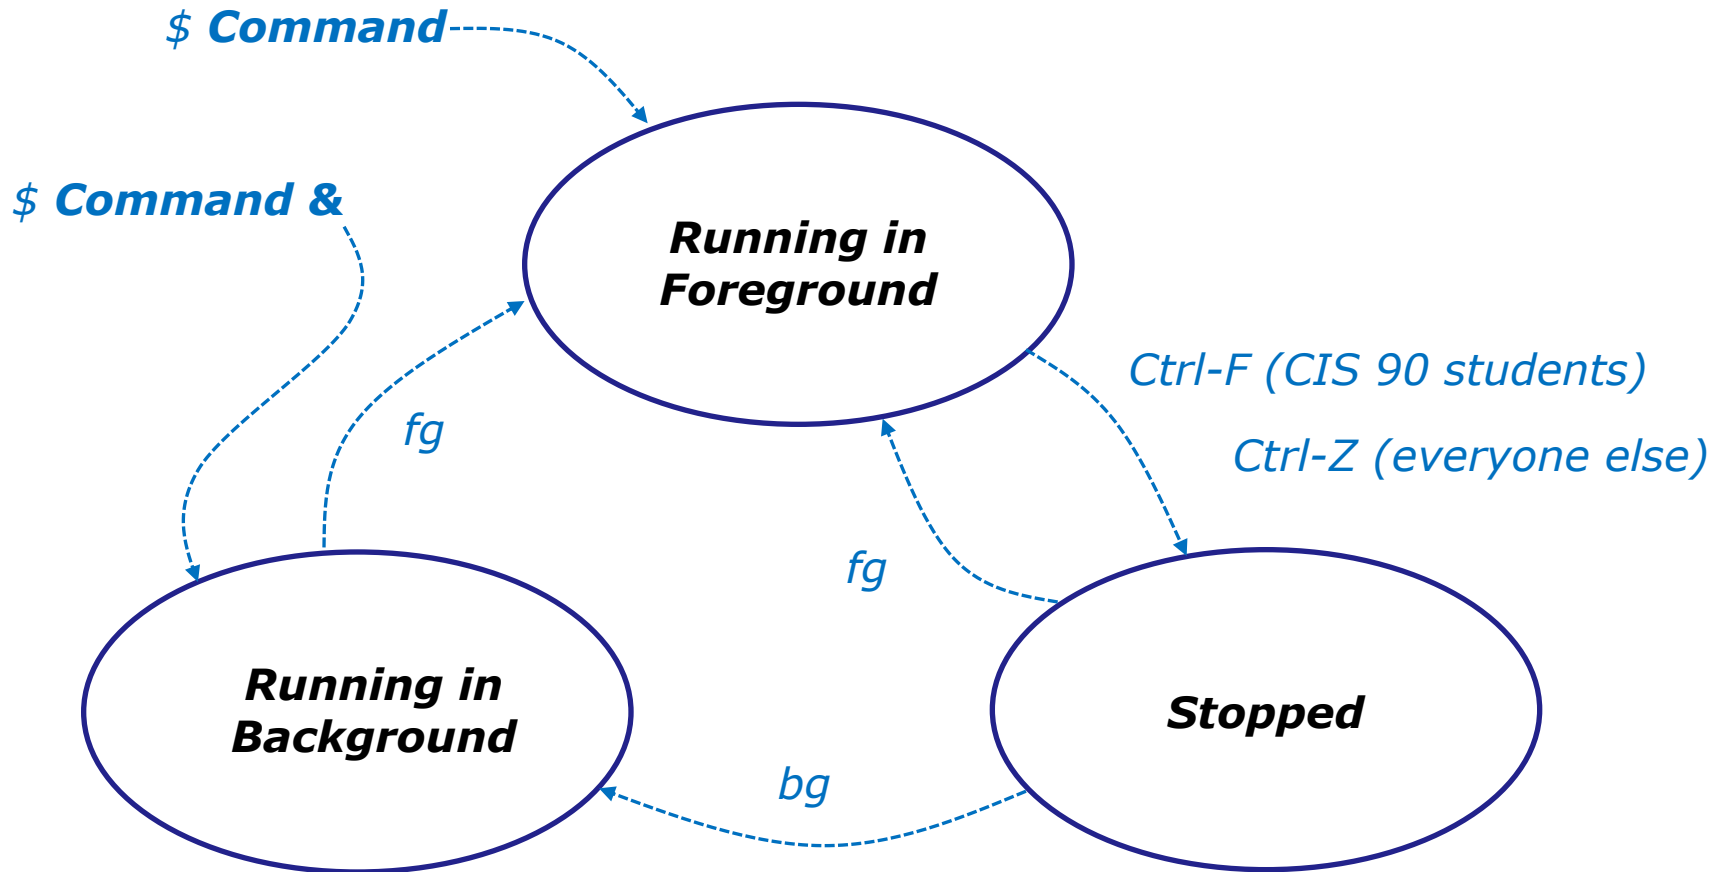 $ Command
$ Command &
Running in
Foreground
Ctrl-F (CIS 90 students)
fg
Ctrl-Z (everyone else)
fg
Running in
Background
Stopped
bg